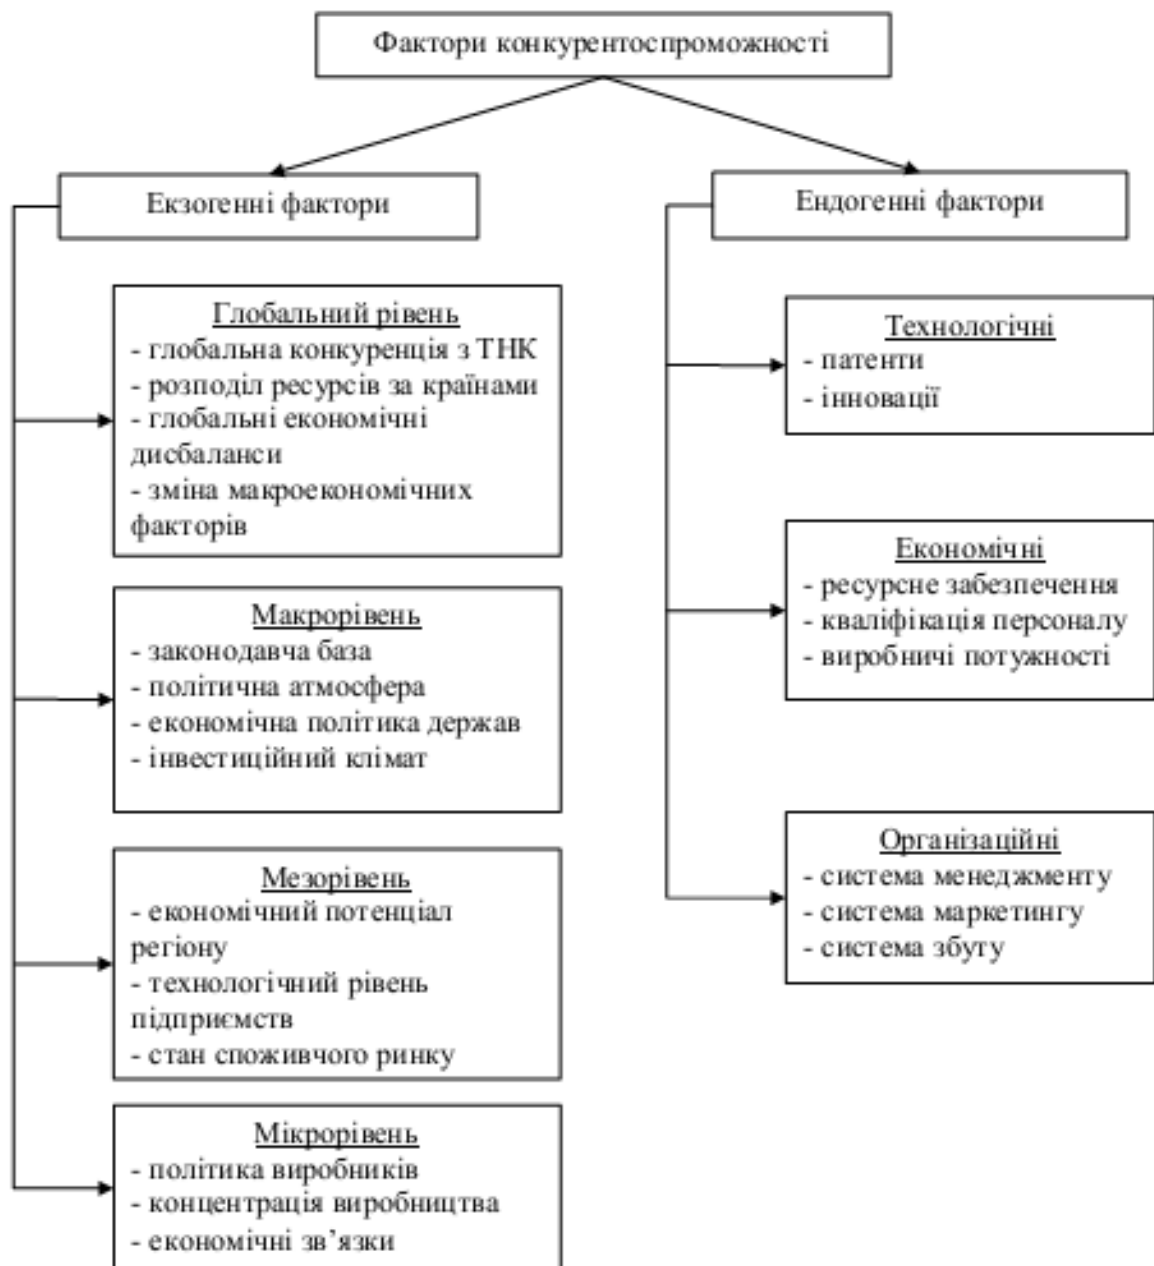 Фактори конкурентоспроможності
Екзогенні фактори
Глобальний рівень
- глобальна конкуренція з ТНК
- розподіл ресурсів за країнами
- глобальні економічні
дисбаланси
- зміна макроекономічних
факторів
Макрорівень
- законодавча база
- політична атмосфера
- економічна політика держав
- інвестиційний клімат
Мезорівень
- економічний потенціал
регіону
- технологічний рівень
підприємств
- стан споживчого ринку
Мікрорівень
- політика виробників
- концентрація виробництва
- економічні зв’язки
Ендогенні фактори
Технологічні
- патенти
- інновації
Економічні
- ресурсне забезпечення
- кваліфікація персоналу
- виробничі потужності
Організаційні
- система менеджменту
- система маркетингу
- система збуту